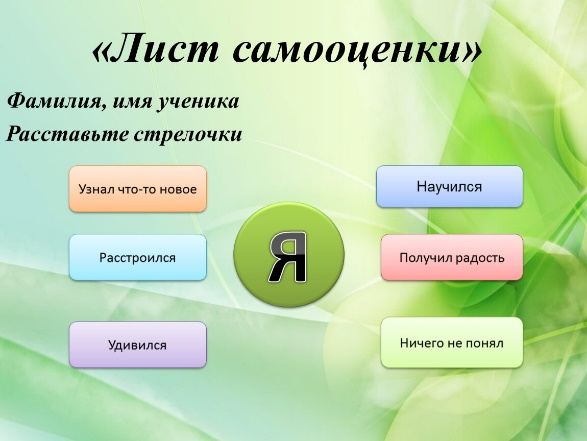 «Лист самооценки»
Фамилия, имя ученика
Расставьте стрелочки
Узнал что-то новое
Научился
Расстроился
Я
Получил радость
Удивился
Ничего не понял